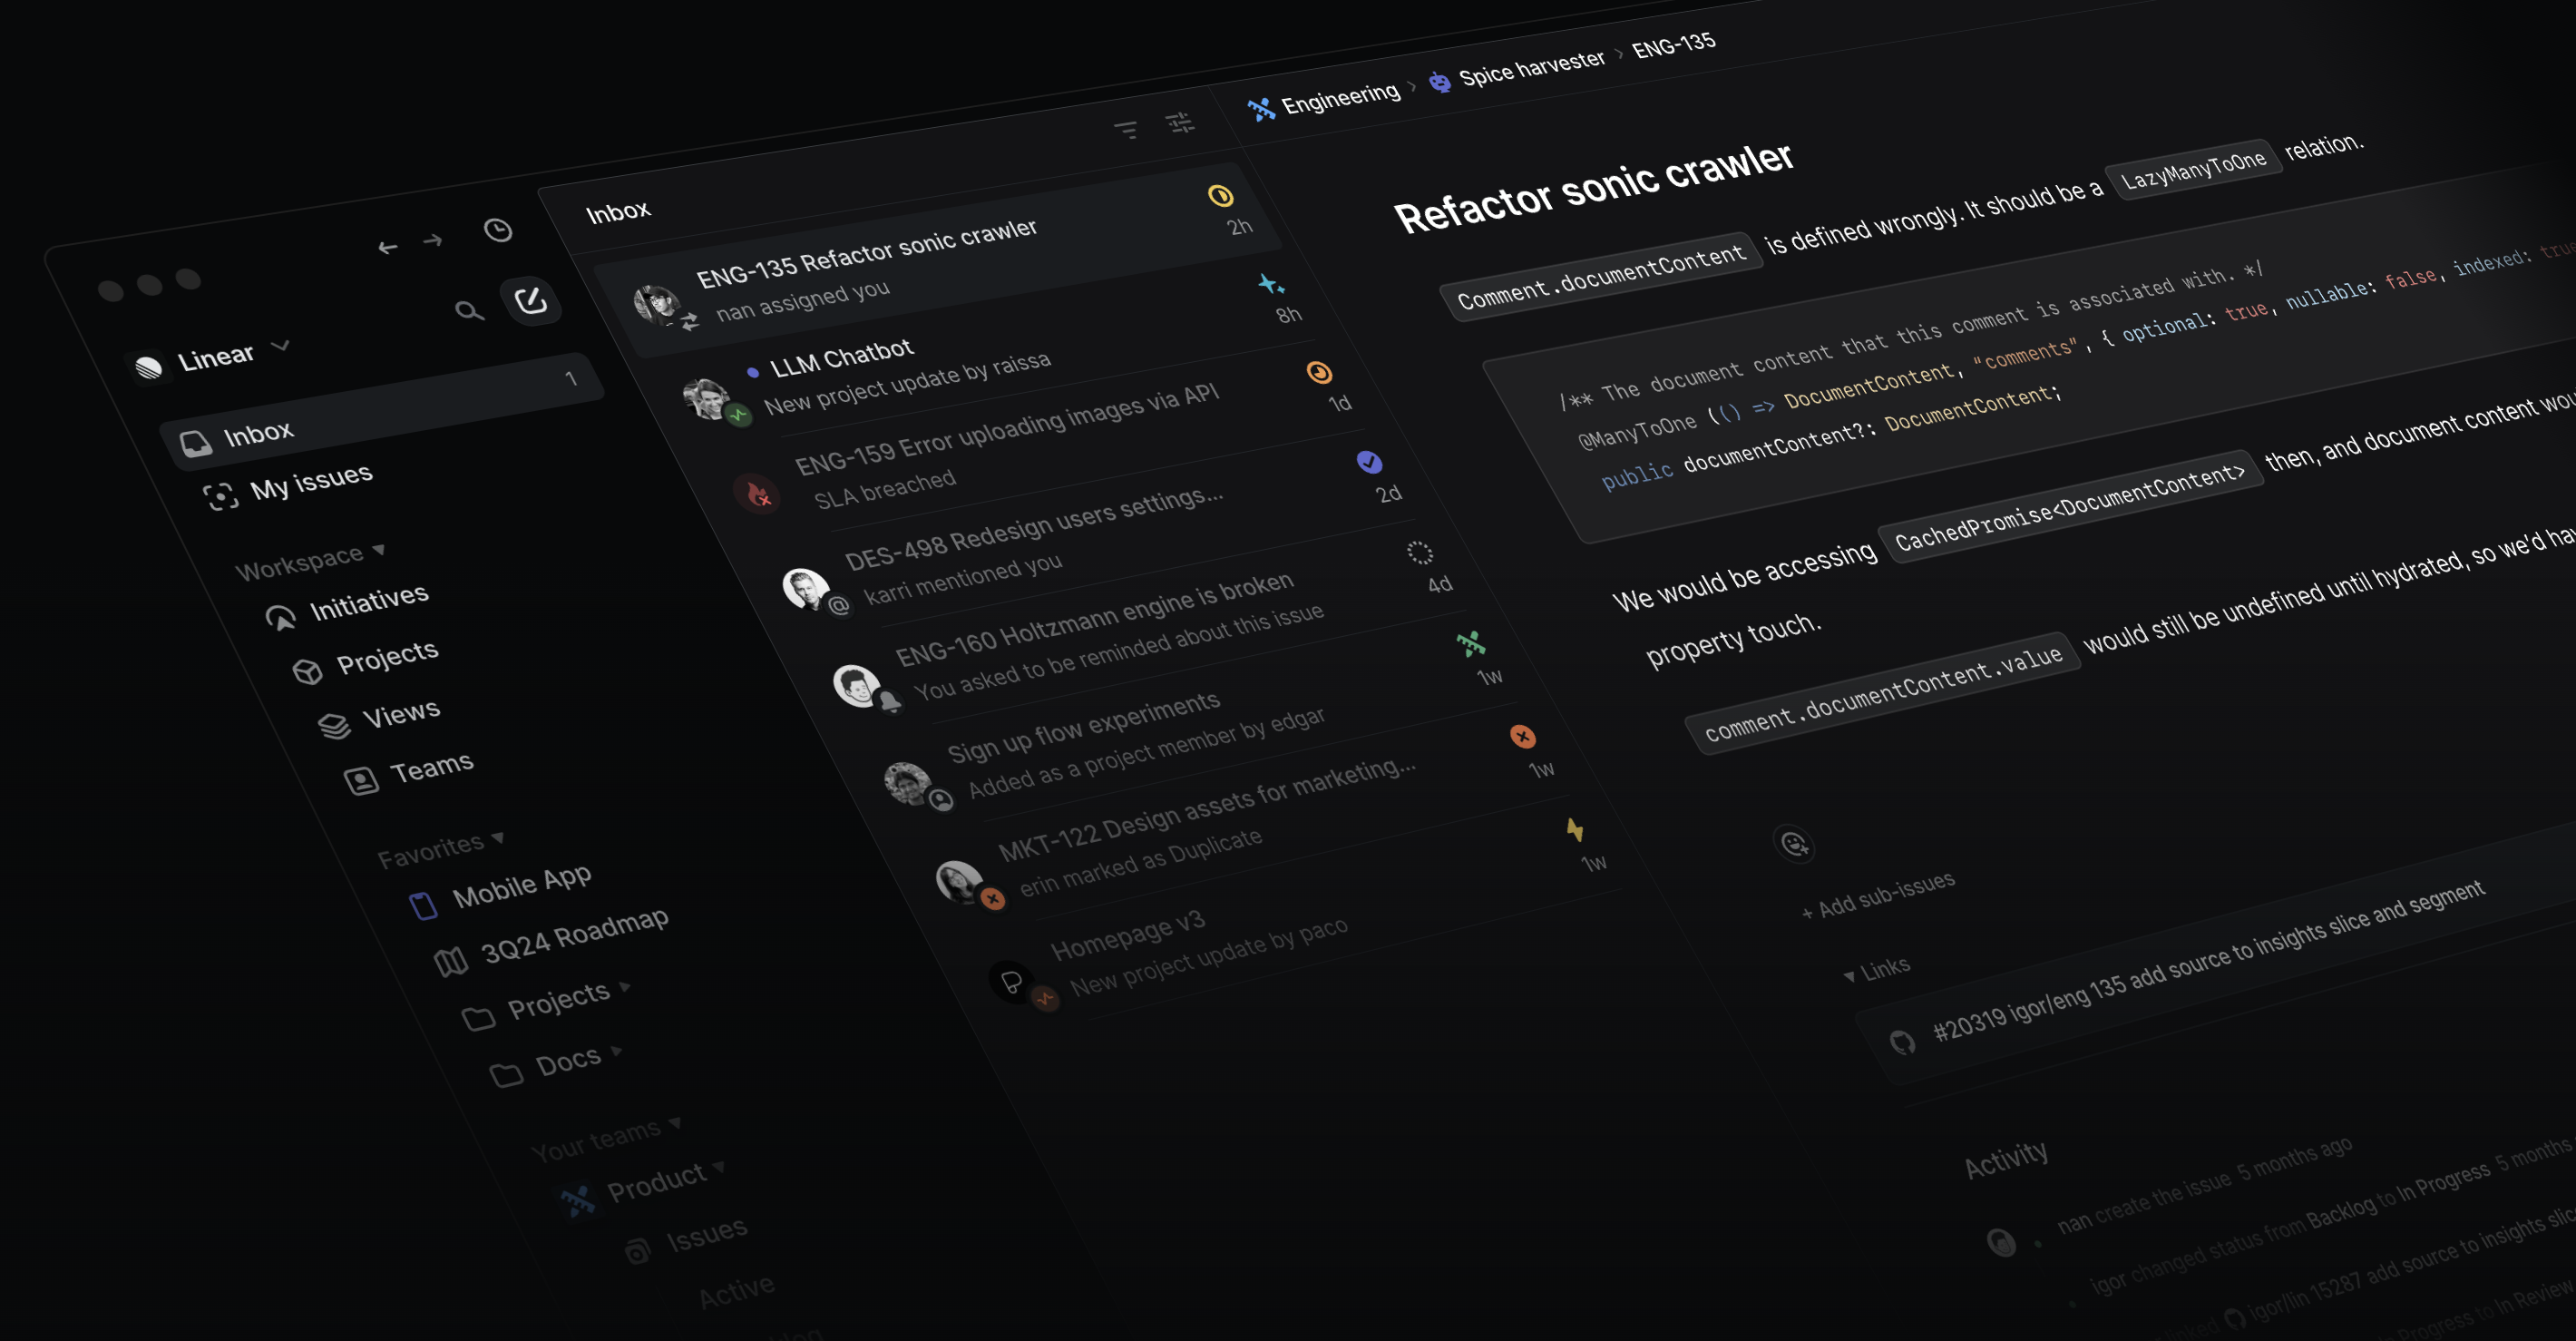 Linear
Inbox 1
My issues
Workspace
Initiatives
Projects
Views
Teams
Favorites
Mobile App
3Q24 Roadmap
Projects
Docs
Your teams
Product
Issues
Active
Inbox
ENG-135 Refactor sonic crawler
nan assigned you
2h
LLM Chatbot
New project update by raissa
8h
ENG-159 Error uploading images via API
SLA breached
1d
DES-498 Redesign users settings...
karri mentioned you
2d
ENG-160 Holtzmann engine is broken
You asked to be reminded about this issue
4d
Sign up flow experiments
Added as a project member by edgar
1w
MKT-122 Design assets for marketing...
erin marked as Duplicate
1w
Homepage v3
New project update by paco
1w
Engineering › Spice harvester › ENG-135
Refactor sonic crawler
Comment.documentContent is defined wrongly. It should be a LazyManyToOne relation.
/** The document content that this comment is associated with. */
@ManyToOne (() => DocumentContent, "comments", { optional: true, nullable: false, indexed: true
public documentContent?: DocumentContent;
We would be accessing CachedPromise<DocumentContent> then, and document content
property touch.
comment.documentContent.value would still be undefined until hydrated, so we'd
+ Add sub-issues
Links
#20319 igor/eng 135 add source to insights slice and segment
Activity
nan create the issue 5 months ago
igor changed status from Backlog to In Progress 5 months
linked igor/lin 15287 add source to insights
Progress to In Review